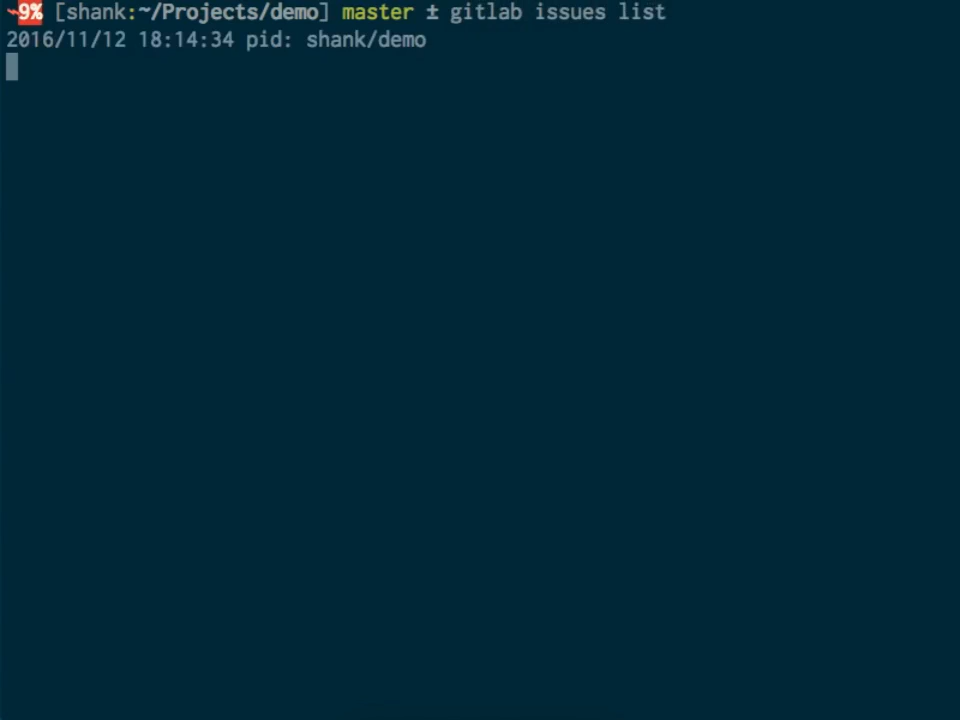 ~9% [shank:~/Projects/demo] master ± gitlab issues list
2016/11/12 18:14:34 pid: shank/demo